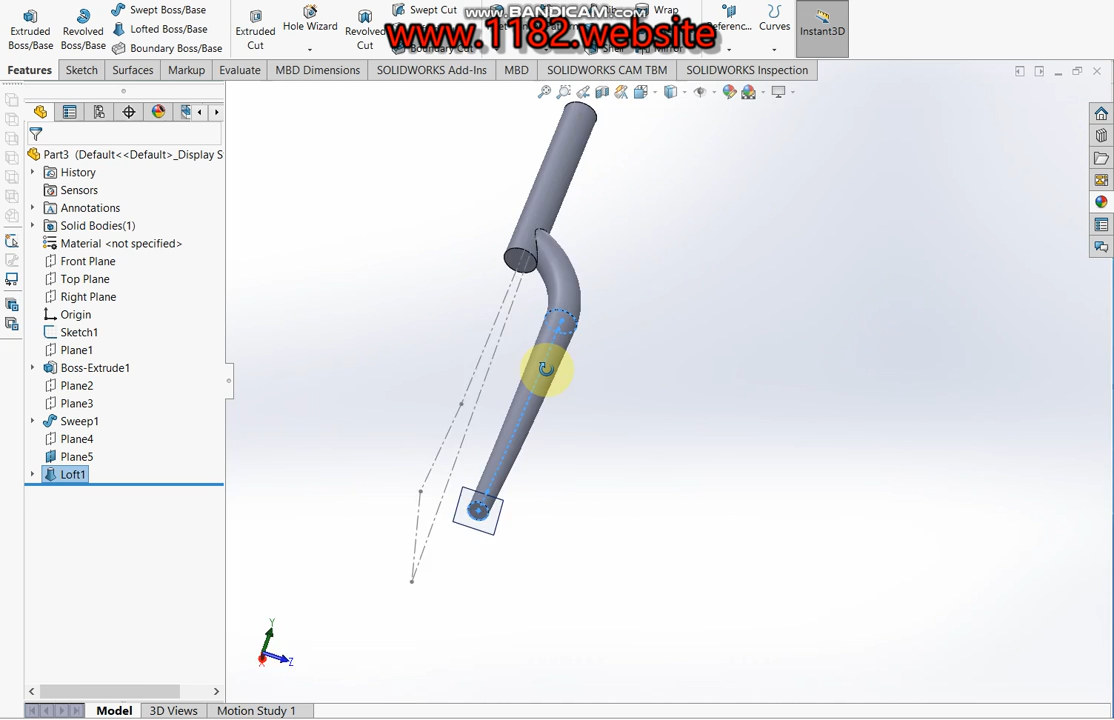 www.BANDICAM.com
www.1182.website
Extruded
Boss/Base
Revolved
Boss/Base
Swept Boss/Base
Lofted Boss/Base
Boundary Boss/Base
Extruded
Cut
Hole Wizard
Revolved
Cut
Swept Cut
Boundary Cut
Wrap
Shell
Mirror
Curves
Instant3D
Features
Sketch
Surfaces
Markup
Evaluate
MBD Dimensions
SOLIDWORKS Add-Ins
MBD
SOLIDWORKS CAM TBM
SOLIDWORKS Inspection
Part3 (Default<<Default>_Display S
History
Sensors
Annotations
Solid Bodies(1)
Material <not specified>
Front Plane
Top Plane
Right Plane
Origin
Sketch1
Plane1
Boss-Extrude1
Plane2
Plane3
Sweep1
Plane4
Plane5
Loft1
Y
X
Z
Model
3D Views
Motion Study 1